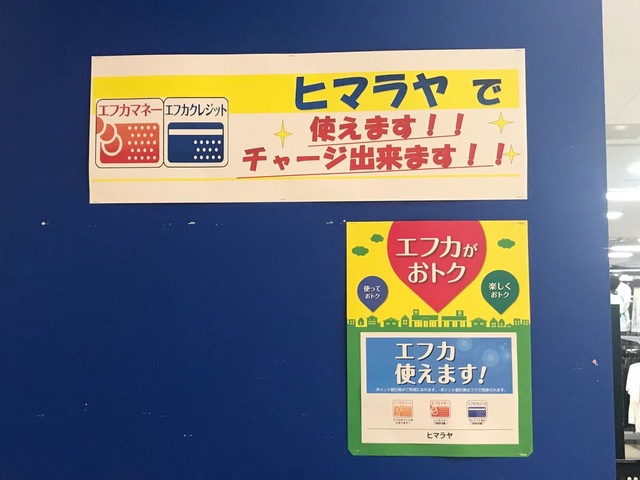 エフカマネー
エフカクレジット
ヒマラヤ で
使えます！！
チャージ出来ます！！
エフカが
おトク
使って
おトク
楽しく
おトク
エフカ
使えます!
ヒマラヤ